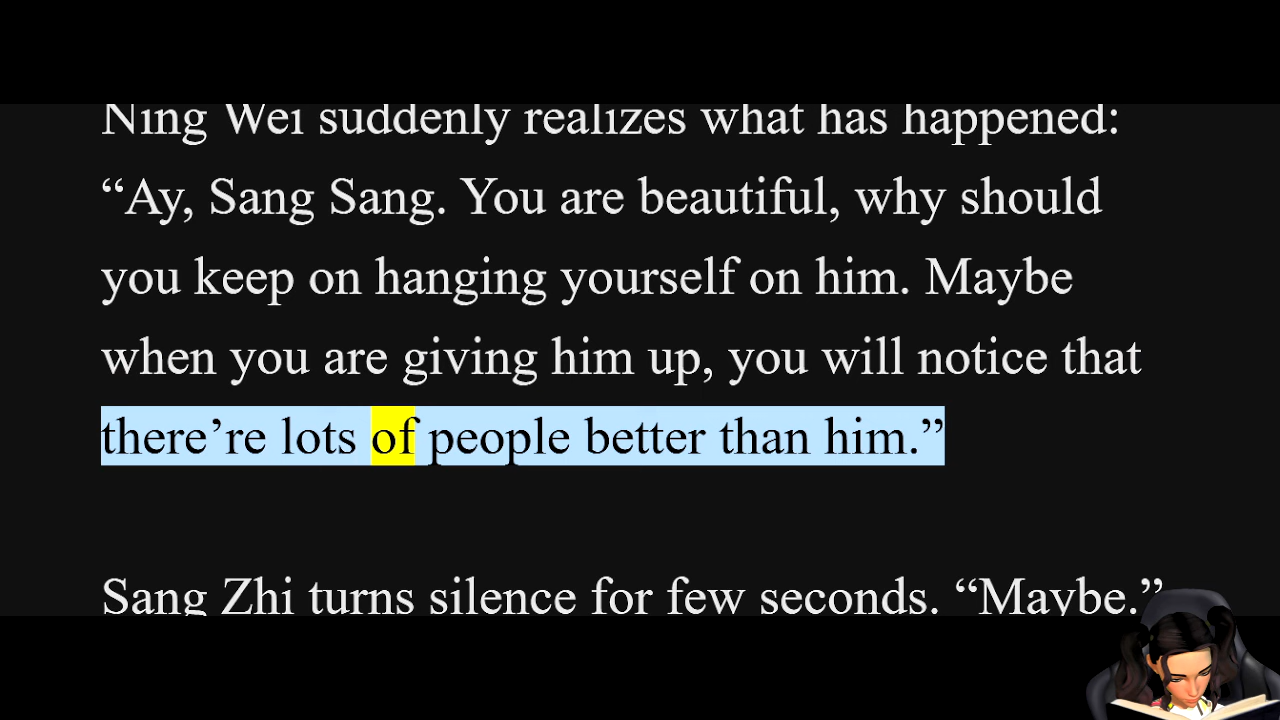 Ning Wei suddenly realizes what has happened:
“Ay, Sang Sang. You are beautiful, why should
you keep on hanging yourself on him. Maybe
when you are giving him up, you will notice that
there’re lots of people better than him.”
Sang Zhi turns silence for few seconds. “Maybe.”